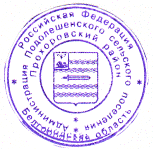 Российская Федерация
Администрация Подолешенского сельского поселения
Прохоровский район
Белгородская область